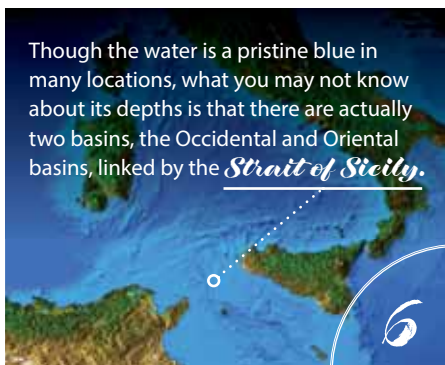 Though the water is a pristine blue in
many locations, what you may not know
about its depths is that there are actually
two basins, the Occidental and Oriental
basins, linked by the Strait of Sicily.
6